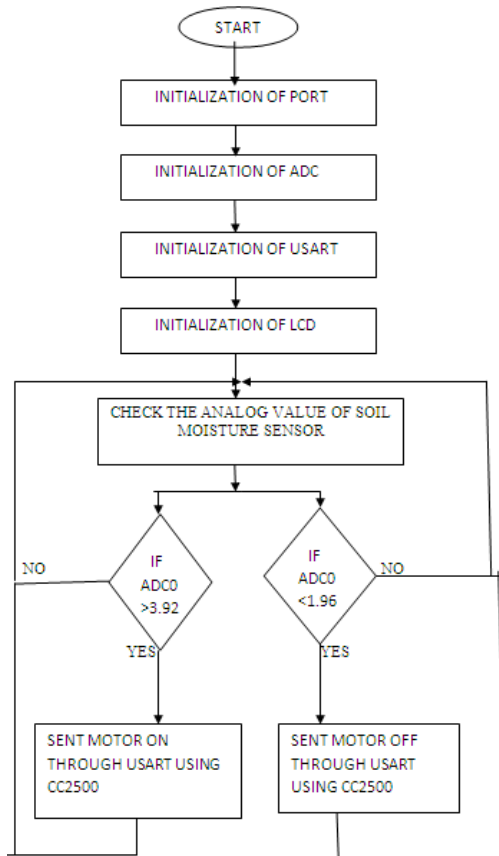 START
INITIALIZATION OF PORT
INITIALIZATION OF ADC
INITIALIZATION OF USART
INITIALIZATION OF LCD
CHECK THE ANALOG VALUE OF SOIL
MOISTURE SENSOR
NO
IF
ADC0
>3.92
YES
IF
ADC0
<1.96
NO
YES
SENT MOTOR ON
THROUGH USART USING
CC2500
SENT MOTOR OFF
THROUGH USART
USING CC2500